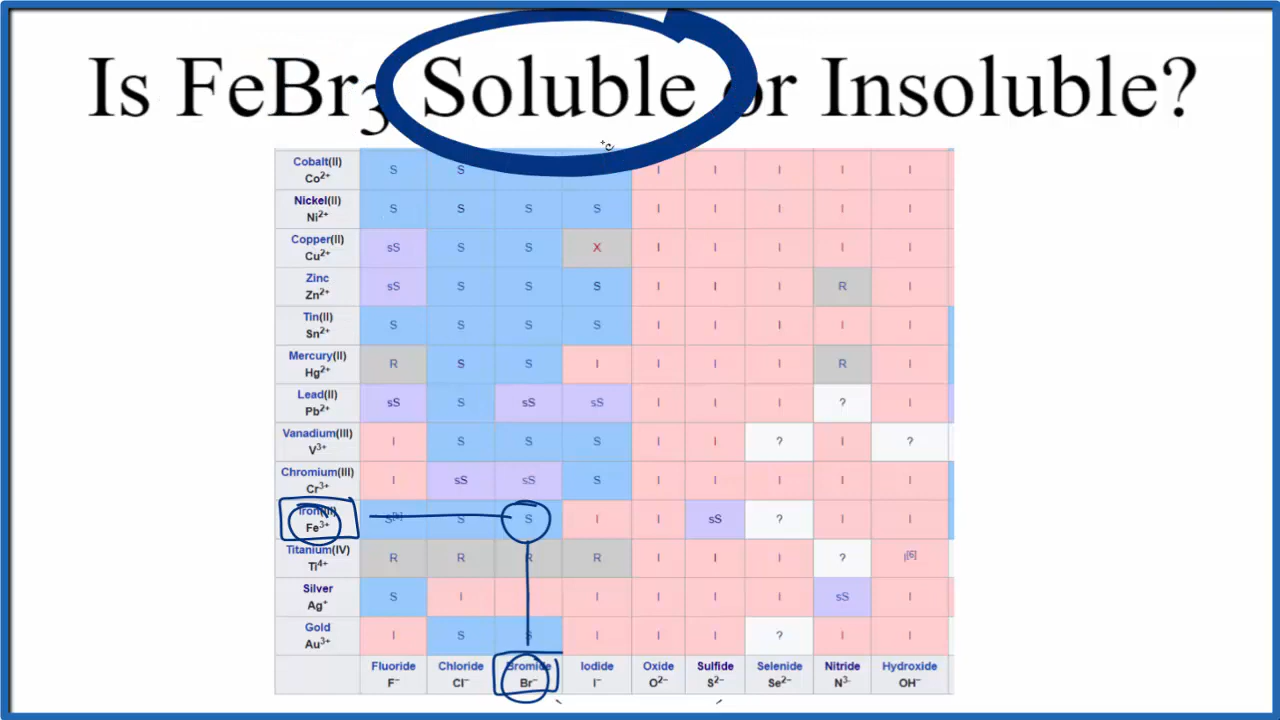 Is FeBr₃ Soluble or Insoluble?
Cobalt(II) Co²⁺ S S I I I I I
Nickel(II) Ni²⁺ S S S S I I I I I
Copper(II) Cu²⁺ sS S S X I I I I I
Zinc Zn²⁺ sS S S S I I I R I
Tin(II) Sn²⁺ S S S S I I I I I
Mercury(II) Hg²⁺ R S S I I I I R I
Lead(II) Pb²⁺ sS S sS sS I I I ? I
Vanadium(III) V³⁺ I S S S I I ? I ?
Chromium(III) Cr³⁺ I sS sS S I I I I I
Iron(III) Fe³⁺ S S S I I sS ? I I
Titanium(IV) Ti⁴⁺ R R R R I I I ? I[6]
Silver Ag⁺ S I I I I I I sS I
Gold Au³⁺ I S S I I I ? I I
Fluoride F⁻ Chloride Cl⁻ Bromide Br⁻ Iodide I⁻ Oxide O²⁻ Sulfide S²⁻ Selenide Se²⁻ Nitride N³⁻ Hydroxide OH⁻